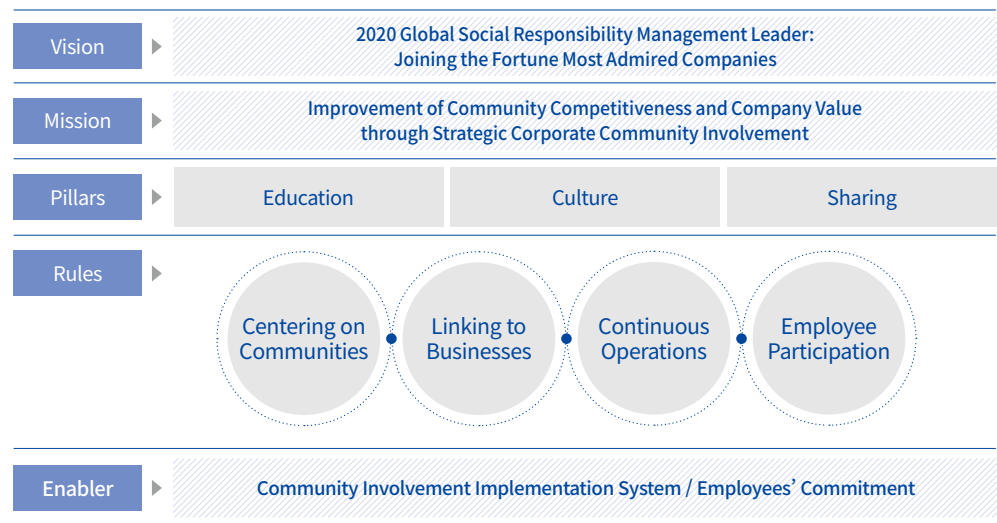 Vision
2020 Global Social Responsibility Management Leader:
Joining the Fortune Most Admired Companies
Mission
Improvement of Community Competitiveness and Company Value
through Strategic Corporate Community Involvement
Pillars
Education
Culture
Sharing
Rules
Centering on
Communities
Linking to
Businesses
Continuous
Operations
Employee
Participation
Enabler
Community Involvement Implementation System / Employees’ Commitment